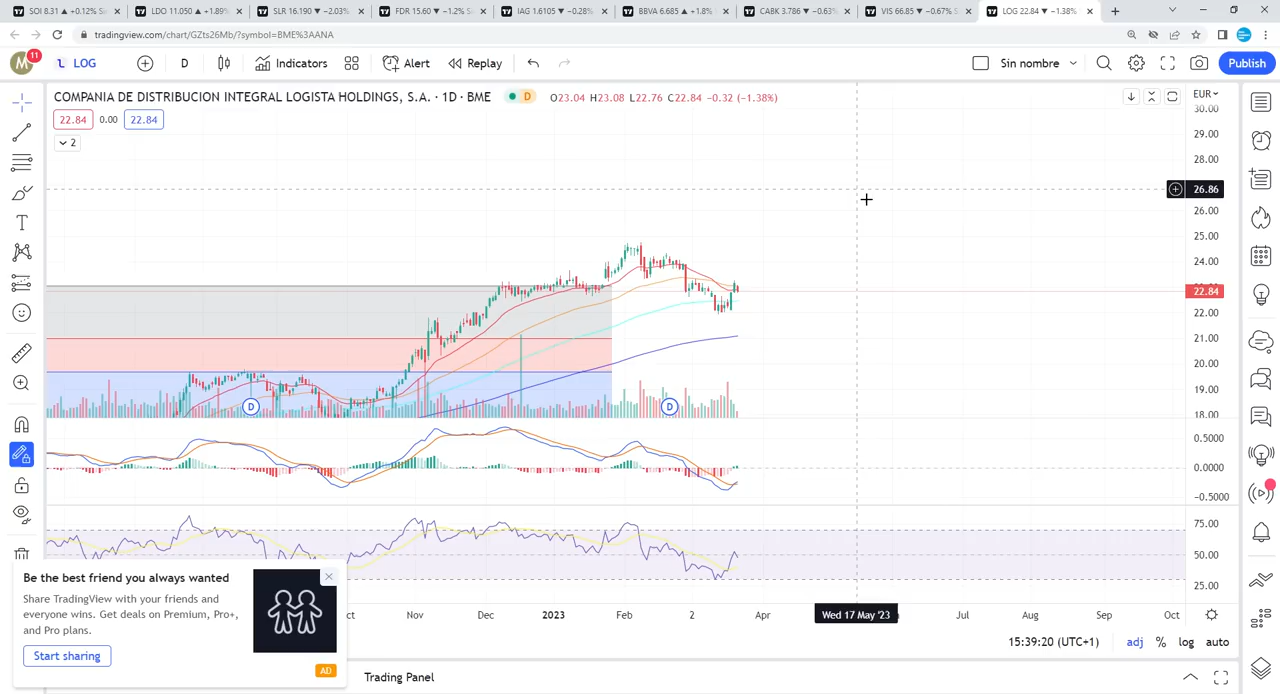 SOI 8.31 ▲ +0.12% Si
LDO 11.050 ▲ +1.89%
SLR 16.190 ▼ −2.03%
FDR 15.60 ▼ −1.2% S
IAG 1.6105 ▼ −0.28%
BBVA 6.685 ▲ +1.8%
CABK 3.786 ▼ −0.63%
VIS 66.85 ▼ −0.67% S
LOG 22.84 ▼ −1.38%
tradingview.com/chart/GZts26Mb/?symbol=BME%3AANA
M 11
LOG
D
Indicators
Alert
Replay
Sin nombre
Publish
COMPANIA DE DISTRIBUCION INTEGRAL LOGISTA HOLDINGS, S.A. · 1D · BME
D
O23.04 H23.08 L22.76 C22.84 −0.32 (−1.38%)
22.84 0.00 22.84
2
EUR
30.00
29.00
28.00
26.86
26.00
25.00
24.00
22.84
22.00
21.00
20.00
19.00
18.00
D
D
0.5000
0.0000
−0.5000
75.00
50.00
25.00
Nov
Dec
2023
Feb
2
Apr
Wed 17 May '23
Jul
Aug
Sep
Oct
Be the best friend you always wanted
Share TradingView with your friends and
everyone wins. Get deals on Premium, Pro+,
and Pro plans.
Start sharing
AD
15:39:20 (UTC+1)
adj
%
log
auto
Trading Panel